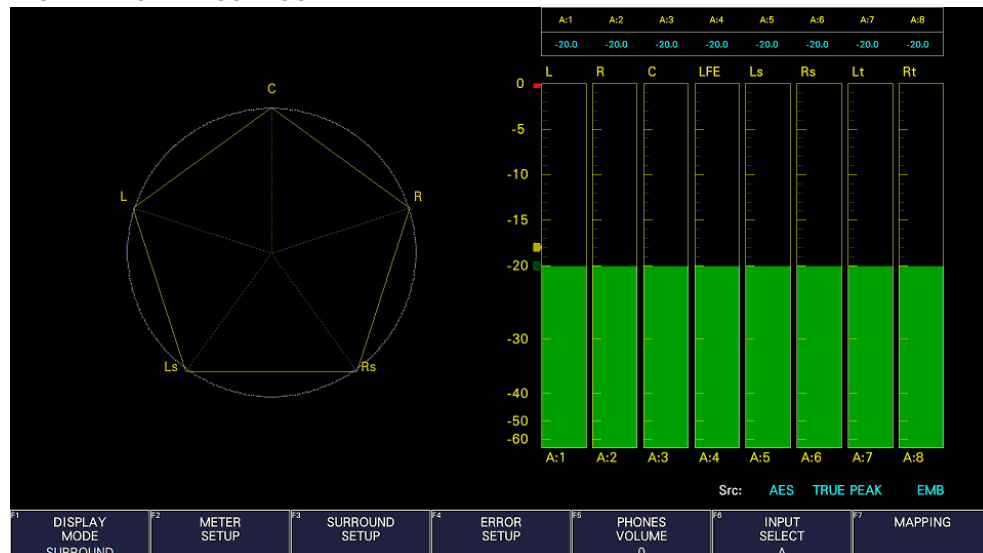 A:1 A:2 A:3 A:4 A:5 A:6 A:7 A:8
-20.0 -20.0 -20.0 -20.0 -20.0 -20.0 -20.0 -20.0
L R C LFE Ls Rs Lt Rt
0
-5
-10
-15
-20
-30
-40
-50
-60
C
L
R
Ls
Rs
A:1 A:2 A:3 A:4 A:5 A:6 A:7 A:8
Src: AES TRUE PEAK EMB
F1 DISPLAY MODE
SURROUND
F2 METER SETUP
F3 SURROUND SETUP
F4 ERROR SETUP
F5 PHONES VOLUME
0
F6 INPUT SELECT
A
F7 MAPPING